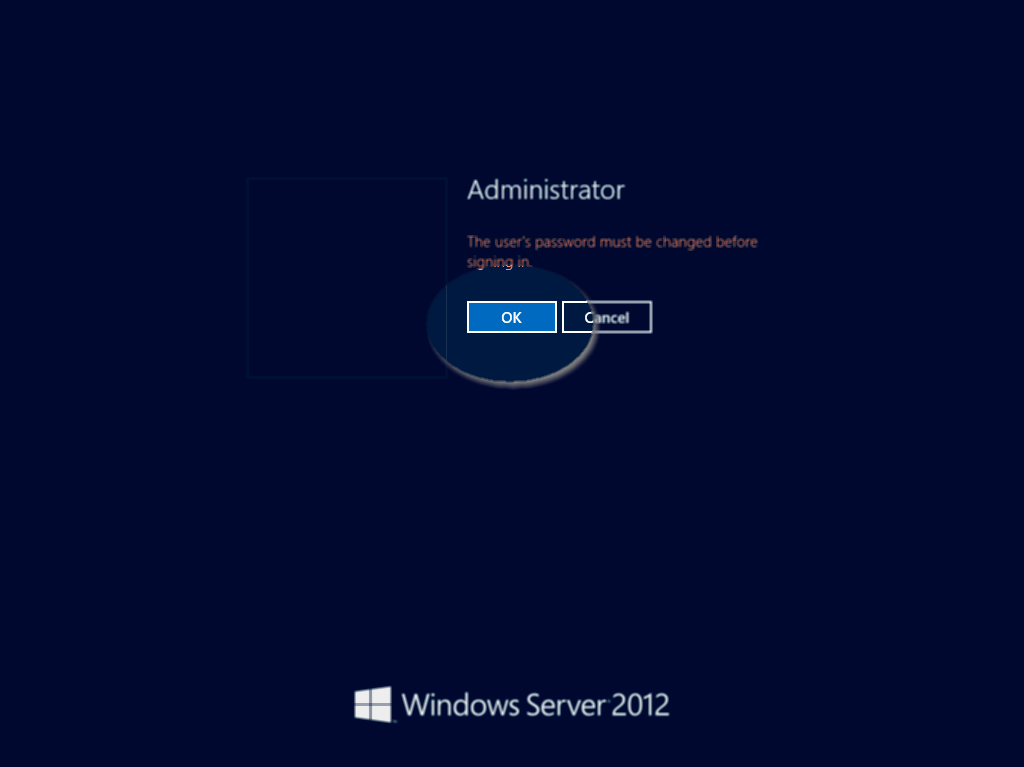 Administrator
The user's password must be changed before
signing in.
OK Cancel
Windows Server 2012